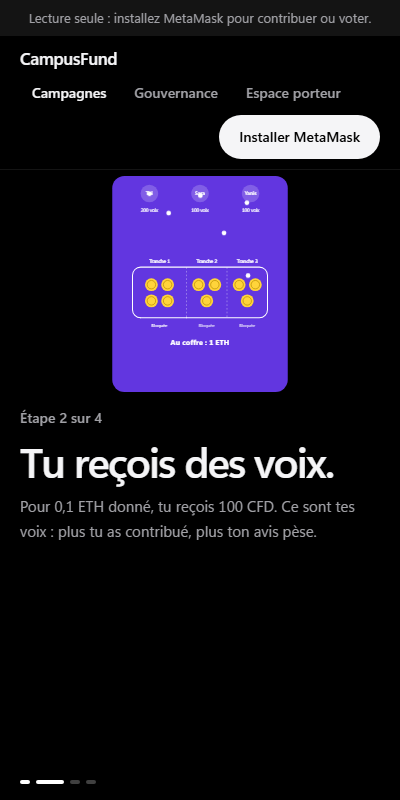 Lecture seule : installez MetaMask pour contribuer ou voter.
CampusFund
Campagnes Gouvernance Espace porteur
Installer MetaMask
200 voix 100 voix 100 voix
Tranche 1 Tranche 2 Tranche 3
Bloquée Bloquée Bloquée
Au coffre : 1 ETH
Étape 2 sur 4
Tu reçois des voix.
Pour 0,1 ETH donné, tu reçois 100 CFD. Ce sont tes
voix : plus tu as contribué, plus ton avis pèse.